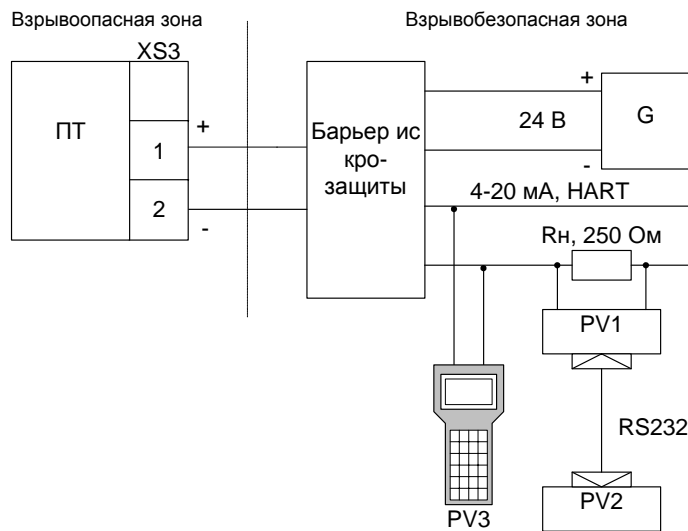 Взрывоопасная зона
Взрывобезопасная зона
XS3
ПТ
1
2
+
-
Барьер ис
кро-
защиты
+
24 В
-
G
4-20 мА, HART
Rн, 250 Ом
PV1
RS232
PV2
PV3